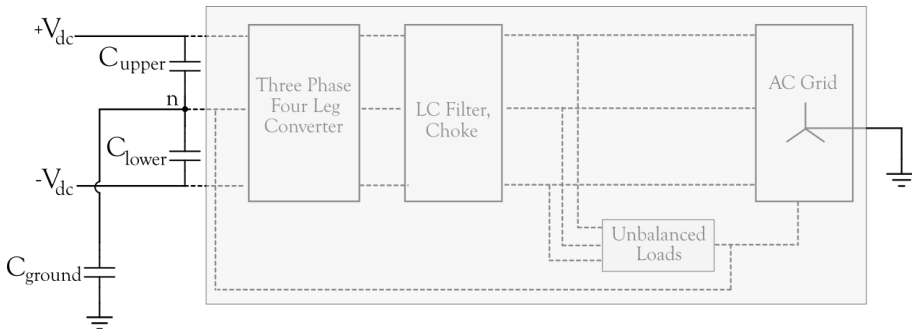 +Vdc
Cupper
n
Clower
-Vdc
Cground
Three Phase
Four Leg
Converter
LC Filter,
Choke
AC Grid
Unbalanced
Loads